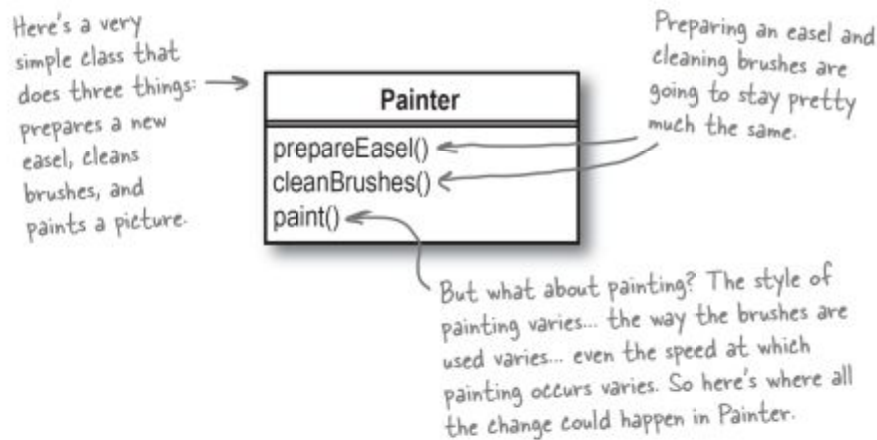 Here's a very
simple class that
does three things:
prepares a new
easel, cleans
brushes, and
paints a picture.
Painter
prepareEasel()
cleanBrushes()
paint()
Preparing an easel and
cleaning brushes are
going to stay pretty
much the same.
But what about painting? The style of
painting varies... the way the brushes are
used varies... even the speed at which
painting occurs varies. So here's where all
the change could happen in Painter.